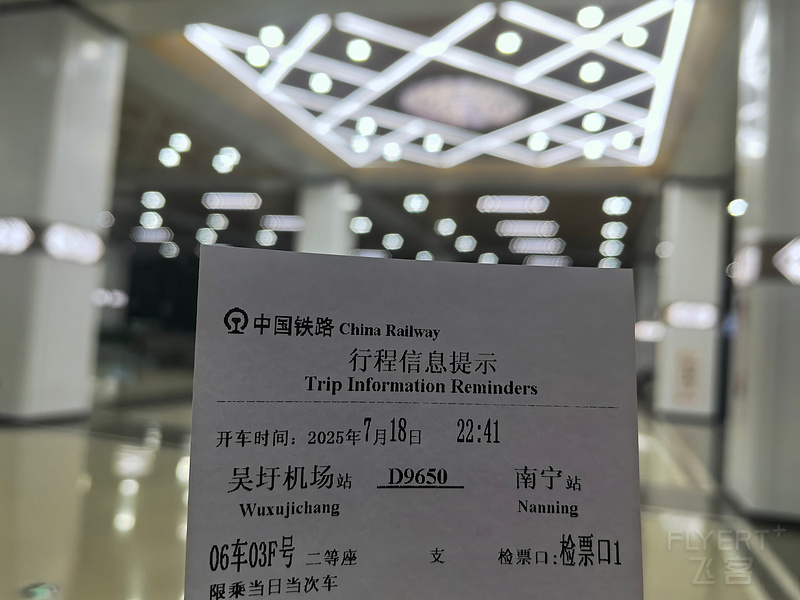 中国铁路 China Railway
行程信息提示
Trip Information Reminders
开车时间：2025年7月18日 22:41
吴圩机场站 D9650 南宁站
Wuxujichang Nanning
06车03F号 二等座 支 检票口:检票口1
限乘当日当次车
FLYERT+
飞客